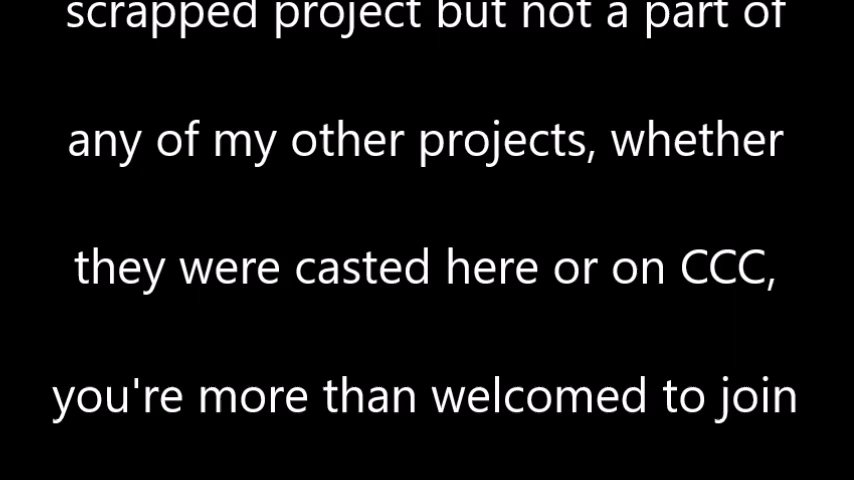 scrapped project but not a part of
any of my other projects, whether
they were casted here or on CCC,
you're more than welcomed to join